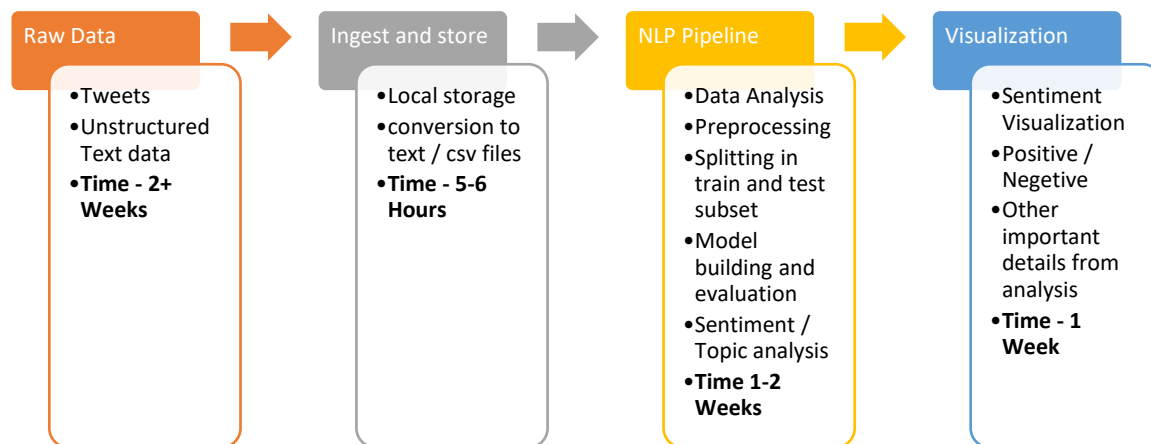 Raw Data
•Tweets
•Unstructured
Text data
•Time - 2+
Weeks
Ingest and store
•Local storage
•conversion to
text / csv files
•Time - 5-6
Hours
NLP Pipeline
•Data Analysis
•Preprocessing
•Splitting in
train and test
subset
•Model
building and
evaluation
•Sentiment /
Topic analysis
•Time 1-2
Weeks
Visualization
•Sentiment
Visualization
•Positive /
Negetive
•Other
important
details from
analysis
•Time - 1
Week